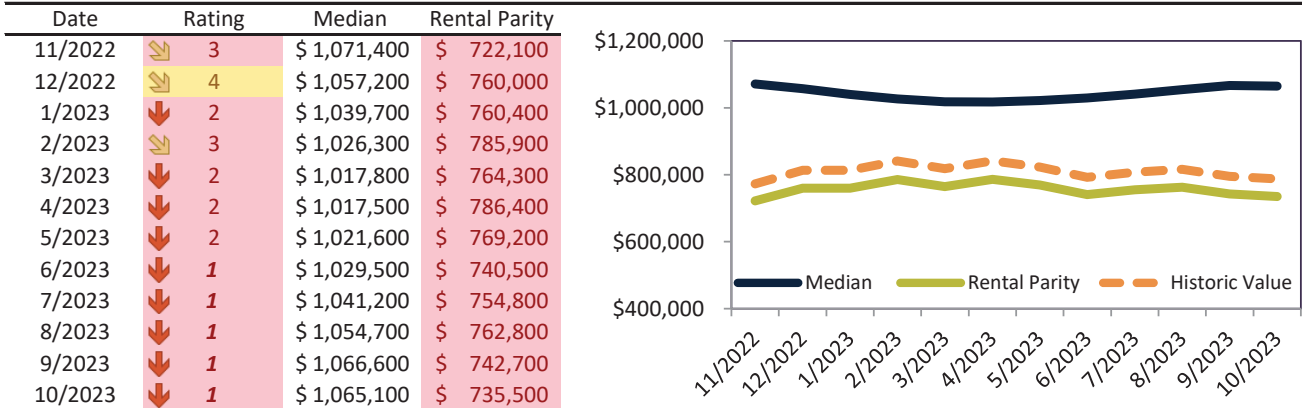 Date Rating Median Rental Parity
11/2022 3 $ 1,071,400 $ 722,100
12/2022 4 $ 1,057,200 $ 760,000
1/2023 2 $ 1,039,700 $ 760,400
2/2023 3 $ 1,026,300 $ 785,900
3/2023 2 $ 1,017,800 $ 764,300
4/2023 2 $ 1,017,500 $ 786,400
5/2023 2 $ 1,021,600 $ 769,200
6/2023 1 $ 1,029,500 $ 740,500
7/2023 1 $ 1,041,200 $ 754,800
8/2023 1 $ 1,054,700 $ 762,800
9/2023 1 $ 1,066,600 $ 742,700
10/2023 1 $ 1,065,100 $ 735,500
$1,200,000
$1,000,000
$800,000
$600,000
$400,000
Median Rental Parity Historic Value
11/2022 12/2022 1/2023 2/2023 3/2023 4/2023 5/2023 6/2023 7/2023 8/2023 9/2023 10/2023